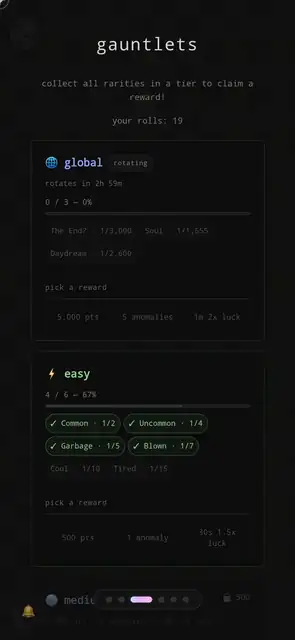 gauntlets
collect all rarities in a tier to claim a
reward!
your rolls: 19
global rotating
rotates in 2h 59m
0 / 3 — 0%
The End? · 1/3,000 Soul · 1/1,555
Daydream · 1/2,600
pick a reward
5,000 pts 5 anomalies 1m 2x luck
easy
4 / 6 — 67%
✓ Common · 1/2 ✓ Uncommon · 1/4
✓ Garbage · 1/5 ✓ Blown · 1/7
Cool · 1/10 Tired · 1/15
pick a reward
500 pts 1 anomaly 30s 1.5x
luck
mediu
500